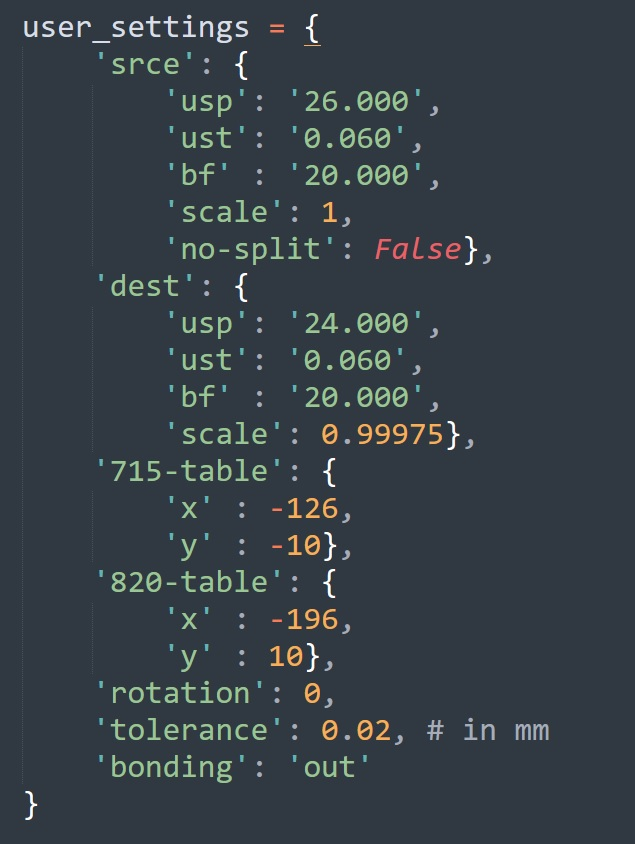 user_settings = {
    'srce': {
        'usp': '26.000',
        'ust': '0.060',
        'bf' : '20.000',
        'scale': 1,
        'no-split': False},
    'dest': {
        'usp': '24.000',
        'ust': '0.060',
        'bf' : '20.000',
        'scale': 0.99975},
    '715-table': {
        'x' : -126,
        'y' : -10},
    '820-table': {
        'x' : -196,
        'y' : 10},
    'rotation': 0,
    'tolerance': 0.02, # in mm
    'bonding': 'out'
}